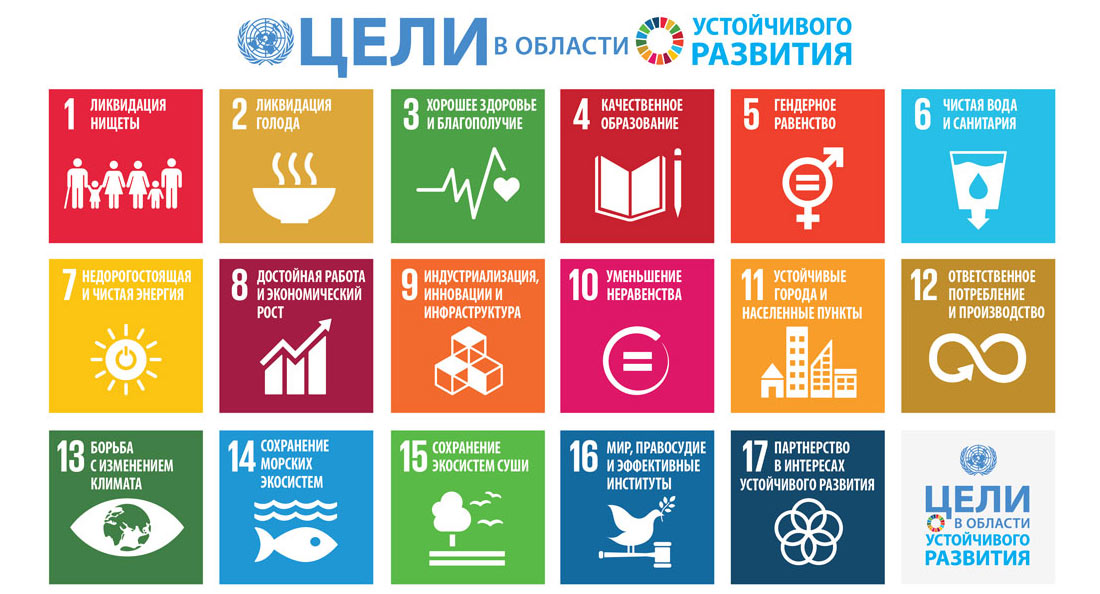 ЦЕЛИ В ОБЛАСТИ УСТОЙЧИВОГО
РАЗВИТИЯ
1 ЛИКВИДАЦИЯ
НИЩЕТЫ
2 ЛИКВИДАЦИЯ
ГОЛОДА
3 ХОРОШЕЕ ЗДОРОВЬЕ
И БЛАГОПОЛУЧИЕ
4 КАЧЕСТВЕННОЕ
ОБРАЗОВАНИЕ
5 ГЕНДЕРНОЕ
РАВЕНСТВО
6 ЧИСТАЯ ВОДА
И САНИТАРИЯ
7 НЕДОРОГОСТОЯЩАЯ
И ЧИСТАЯ ЭНЕРГИЯ
8 ДОСТОЙНАЯ РАБОТА
И ЭКОНОМИЧЕСКИЙ
РОСТ
9 ИНДУСТРИАЛИЗАЦИЯ,
ИННОВАЦИИ И
ИНФРАСТРУКТУРА
10 УМЕНЬШЕНИЕ
НЕРАВЕНСТВА
11 УСТОЙЧИВЫЕ
ГОРОДА И
НАСЕЛЕННЫЕ ПУНКТЫ
12 ОТВЕТСТВЕННОЕ
ПОТРЕБЛЕНИЕ
И ПРОИЗВОДСТВО
13 БОРЬБА
С ИЗМЕНЕНИЕМ
КЛИМАТА
14 СОХРАНЕНИЕ
МОРСКИХ
ЭКОСИСТЕМ
15 СОХРАНЕНИЕ
ЭКОСИСТЕМ СУШИ
16 МИР, ПРАВОСУДИЕ
И ЭФФЕКТИВНЫЕ
ИНСТИТУТЫ
17 ПАРТНЕРСТВО
В ИНТЕРЕСАХ
УСТОЙЧИВОГО РАЗВИТИЯ
ЦЕЛИ
В ОБЛАСТИ
УСТОЙЧИВОГО
РАЗВИТИЯ